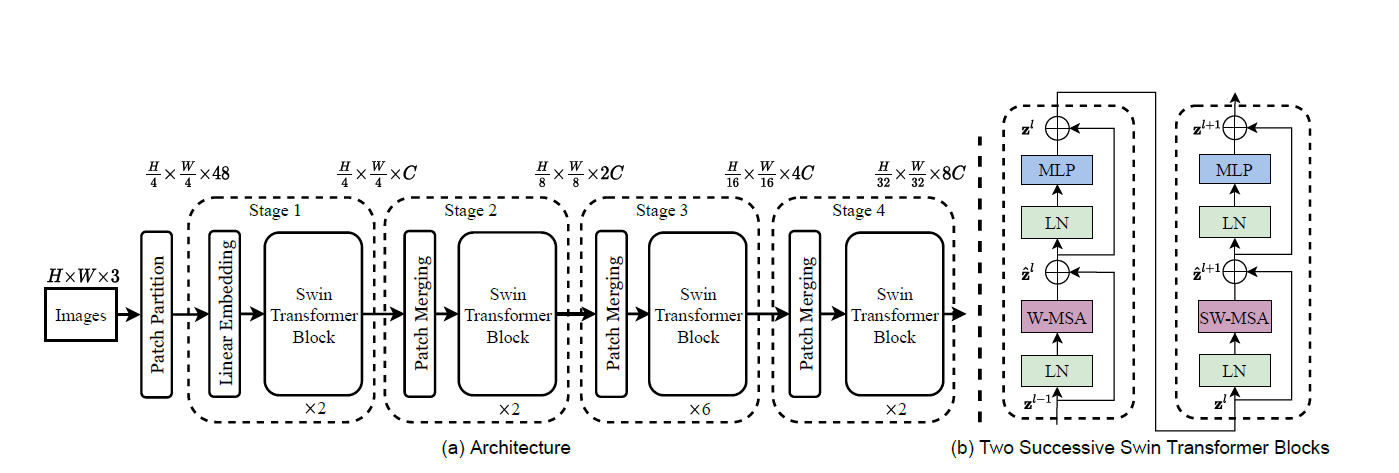 H/4 × W/4 × 48
H/4 × W/4 × C
H/8 × W/8 × 2C
H/16 × W/16 × 4C
H/32 × W/32 × 8C
H×W×3
Images
Patch Partition
Stage 1
Linear Embedding
Swin
Transformer
Block
×2
Stage 2
Patch Merging
Swin
Transformer
Block
×2
Stage 3
Patch Merging
Swin
Transformer
Block
×6
Stage 4
Patch Merging
Swin
Transformer
Block
×2
(a) Architecture
z^l
MLP
LN
ẑ^l
W-MSA
LN
z^{l-1}
z^{l+1}
MLP
LN
ẑ^{l+1}
SW-MSA
LN
z^l
(b) Two Successive Swin Transformer Blocks